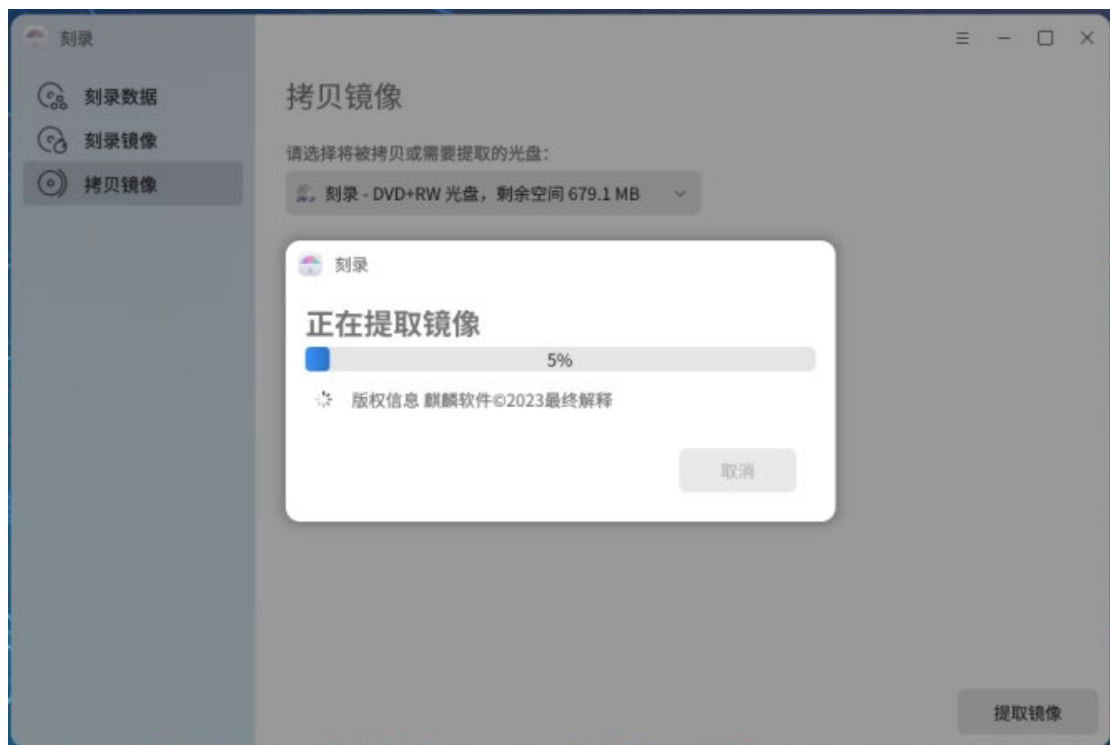 刻录
刻录数据
刻录镜像
拷贝镜像
拷贝镜像
请选择将被拷贝或需要提取的光盘：
刻录 - DVD+RW 光盘，剩余空间 679.1 MB
刻录
正在提取镜像
5%
版权信息 麒麟软件©2023最终解释
取消
提取镜像